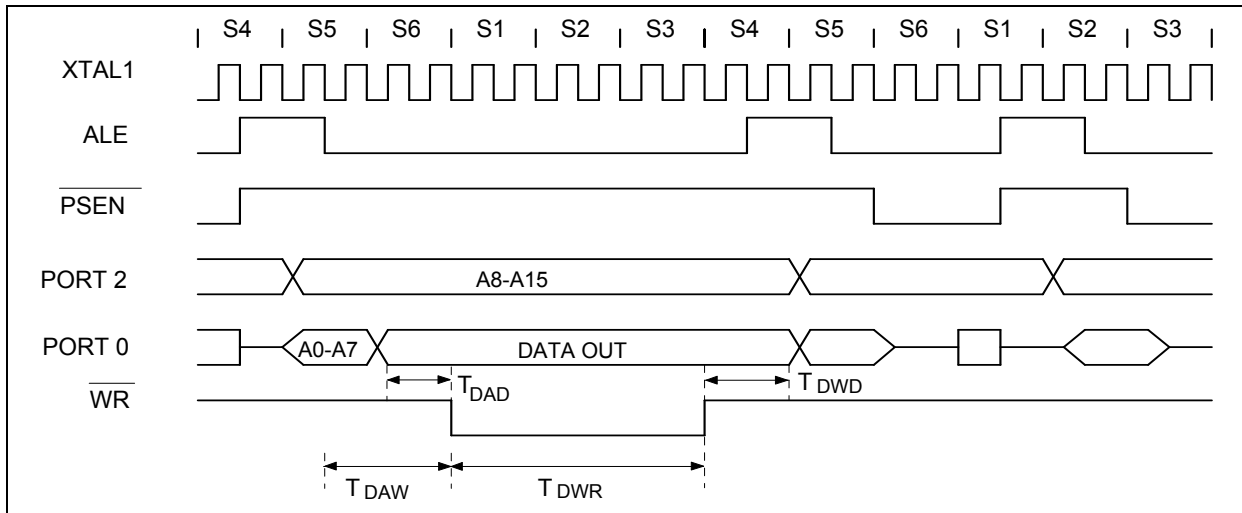 S4 S5 S6 S1 S2 S3 S4 S5 S6 S1 S2 S3
XTAL1
ALE
PSEN
PORT 2
A8-A15
PORT 0
A0-A7
DATA OUT
TDAD
TDWD
WR
TDAW
TDWR